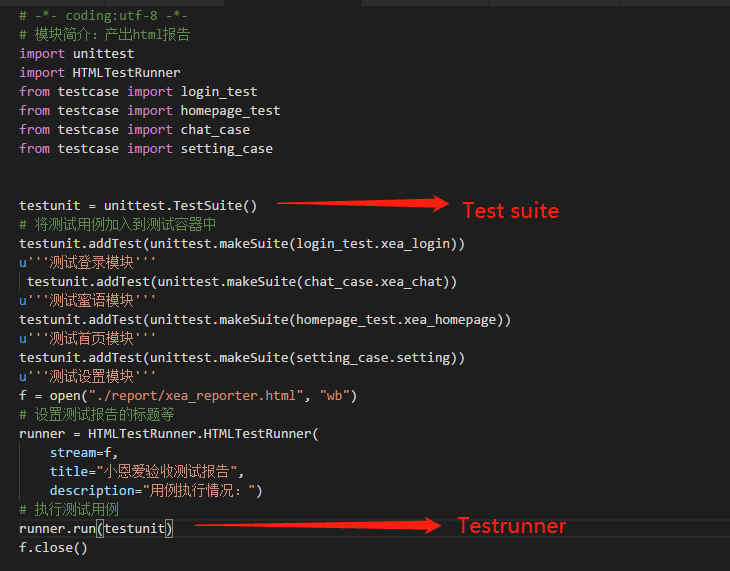 # -*- coding:utf-8 -*-
# 模块简介：产出html报告
import unittest
import HTMLTestRunner
from testcase import login_test
from testcase import homepage_test
from testcase import chat_case
from testcase import setting_case
testunit = unittest.TestSuite()
Test suite
# 将测试用例加入到测试容器中
testunit.addTest(unittest.makeSuite(login_test.xea_login))
u'''测试登录模块'''
testunit.addTest(unittest.makeSuite(chat_case.xea_chat))
u'''测试蜜语模块'''
testunit.addTest(unittest.makeSuite(homepage_test.xea_homepage))
u'''测试首页模块'''
testunit.addTest(unittest.makeSuite(setting_case.setting))
u'''测试设置模块'''
f = open("./report/xea_reporter.html", "wb")
# 设置测试报告的标题等
runner = HTMLTestRunner.HTMLTestRunner(
stream=f,
title="小恩爱验收测试报告",
description="用例执行情况：")
# 执行测试用例
runner.run(testunit)
Testrunner
f.close()